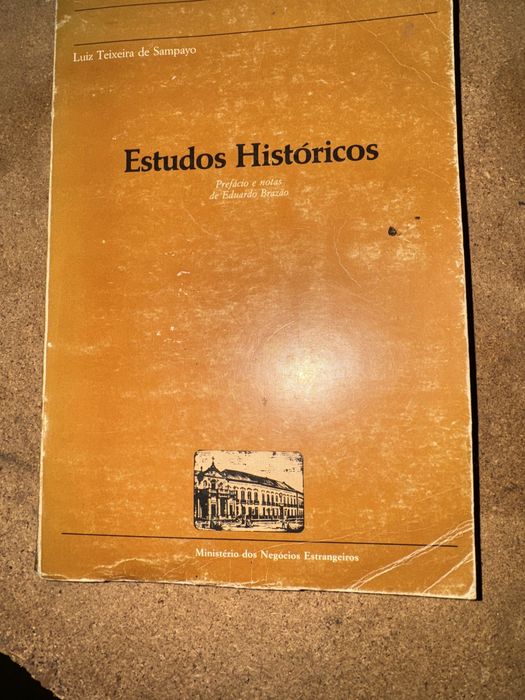 Luiz Teixeira de Sampayo
Estudos Históricos
Prefácio e notas
de Eduardo Brazão
Ministério dos Negócios Estrangeiros